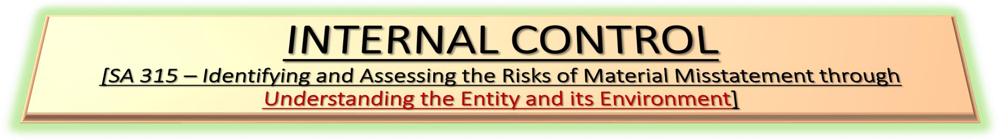 INTERNAL CONTROL
[SA 315 – Identifying and Assessing the Risks of Material Misstatement through
Understanding the Entity and its Environment]